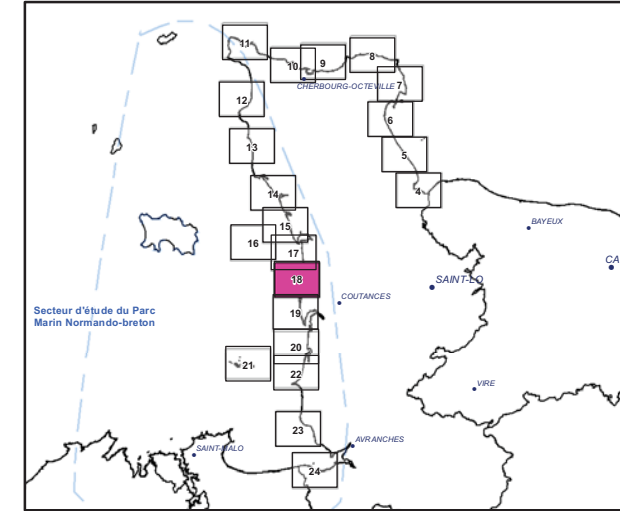 11
10
9
8
CHERBOURG-OCTEVILLE
7
12
6
13
5
14
4
15
BAYEUX
16
17
CA
18
SAINT-LO
COUTANCES
Secteur d'étude du Parc
Marin Normando-breton
19
20
21
22
VIRE
23
AVRANCHES
SAINT-MALO
24